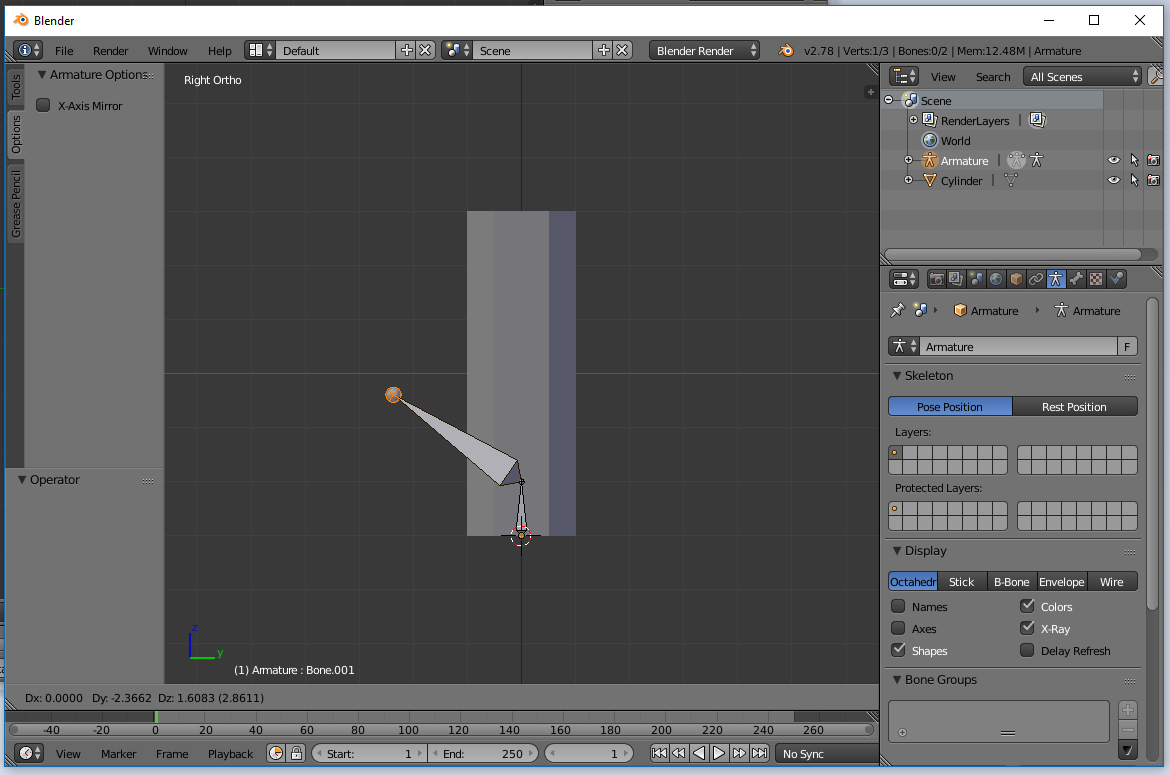 Blender
File Render Window Help Default Scene Blender Render v2.78 | Verts:1/3 | Bones:0/2 | Mem:12.48M | Armature
Tools
Options
Grease Pencil
Armature Options
X-Axis Mirror
Operator
Right Ortho
z
y
(1) Armature : Bone.001
Dx: 0.0000 Dy: -2.3662 Dz: 1.6083 (2.8611)
-40 -20 0 20 40 60 80 100 120 140 160 180 200 220 240 260
View Marker Frame Playback Start: 1 End: 250 1 No Sync
View Search All Scenes
Scene
RenderLayers
World
Armature
Cylinder
Armature Armature
Armature F
Skeleton
Pose Position Rest Position
Layers:
Protected Layers:
Display
Octahedr Stick B-Bone Envelope Wire
Names Colors
Axes X-Ray
Shapes Delay Refresh
Bone Groups